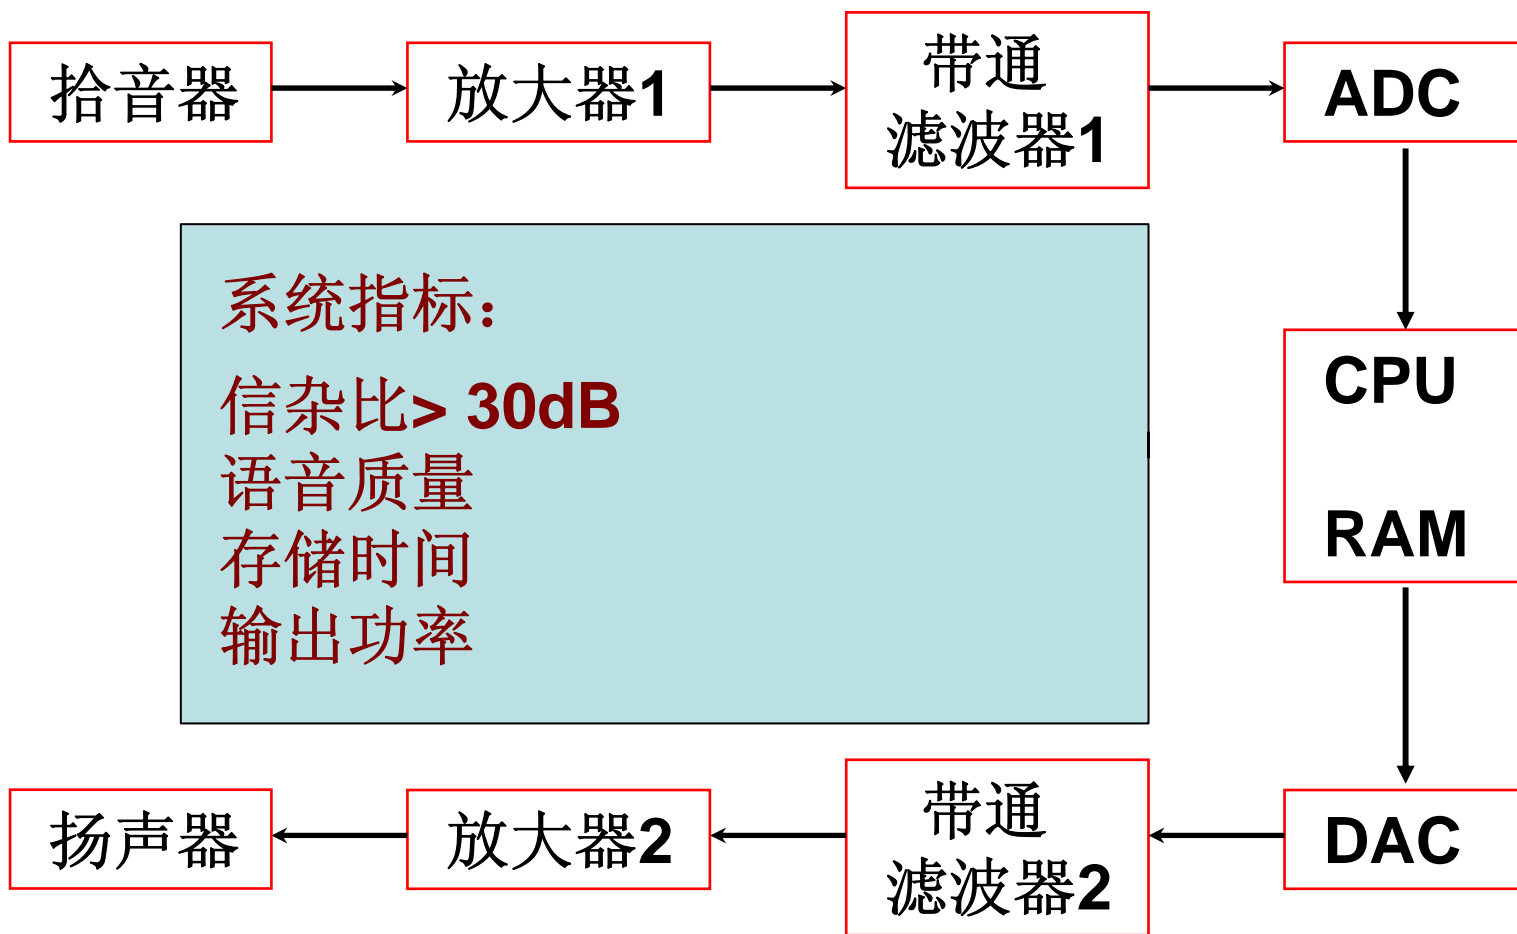 拾音器
放大器1
带通
滤波器1
ADC
系统指标：
信杂比> 30dB
语音质量
存储时间
输出功率
CPU
RAM
扬声器
放大器2
带通
滤波器2
DAC